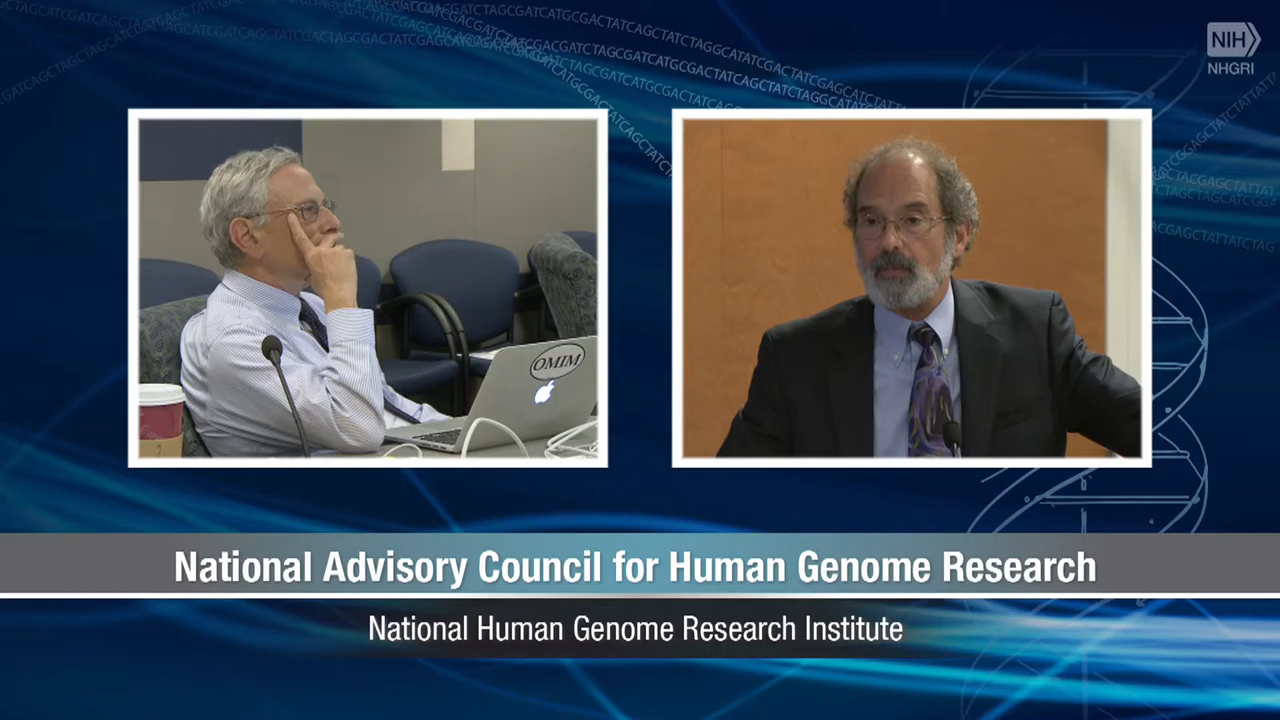 NIH
NHGRI
OMIM
National Advisory Council for Human Genome Research
National Human Genome Research Institute